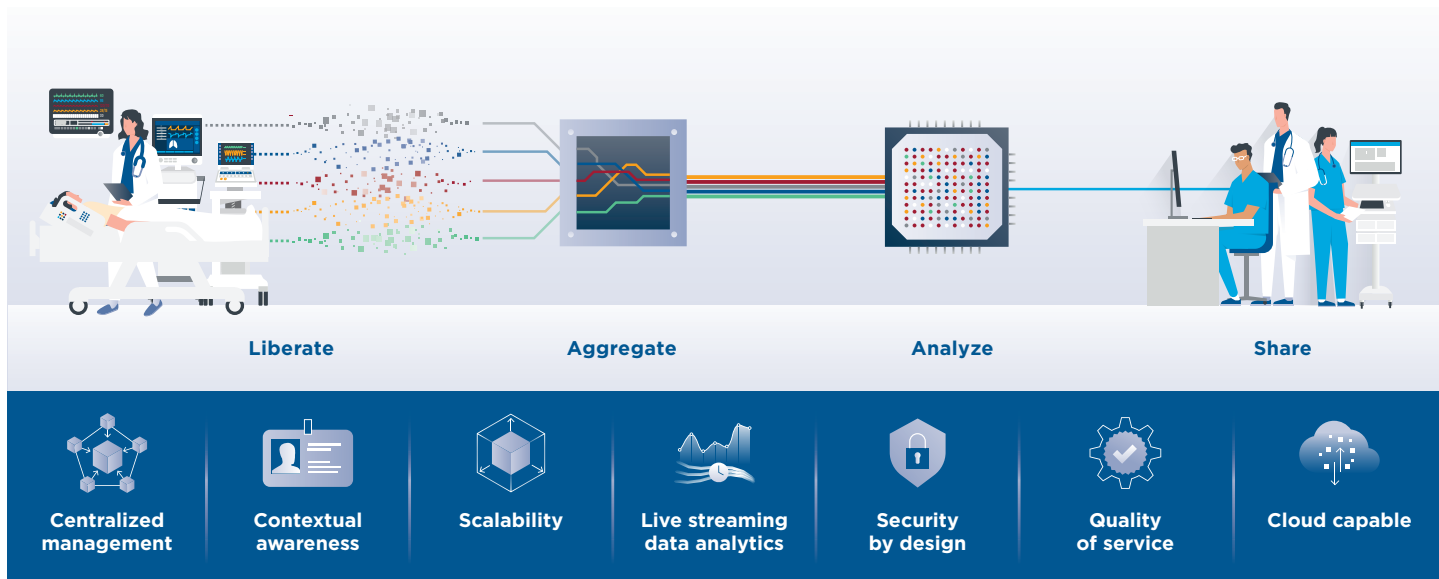 Liberate
Aggregate
Analyze
Share
Centralized
management
Contextual
awareness
Scalability
Live streaming
data analytics
Security
by design
Quality
of service
Cloud capable